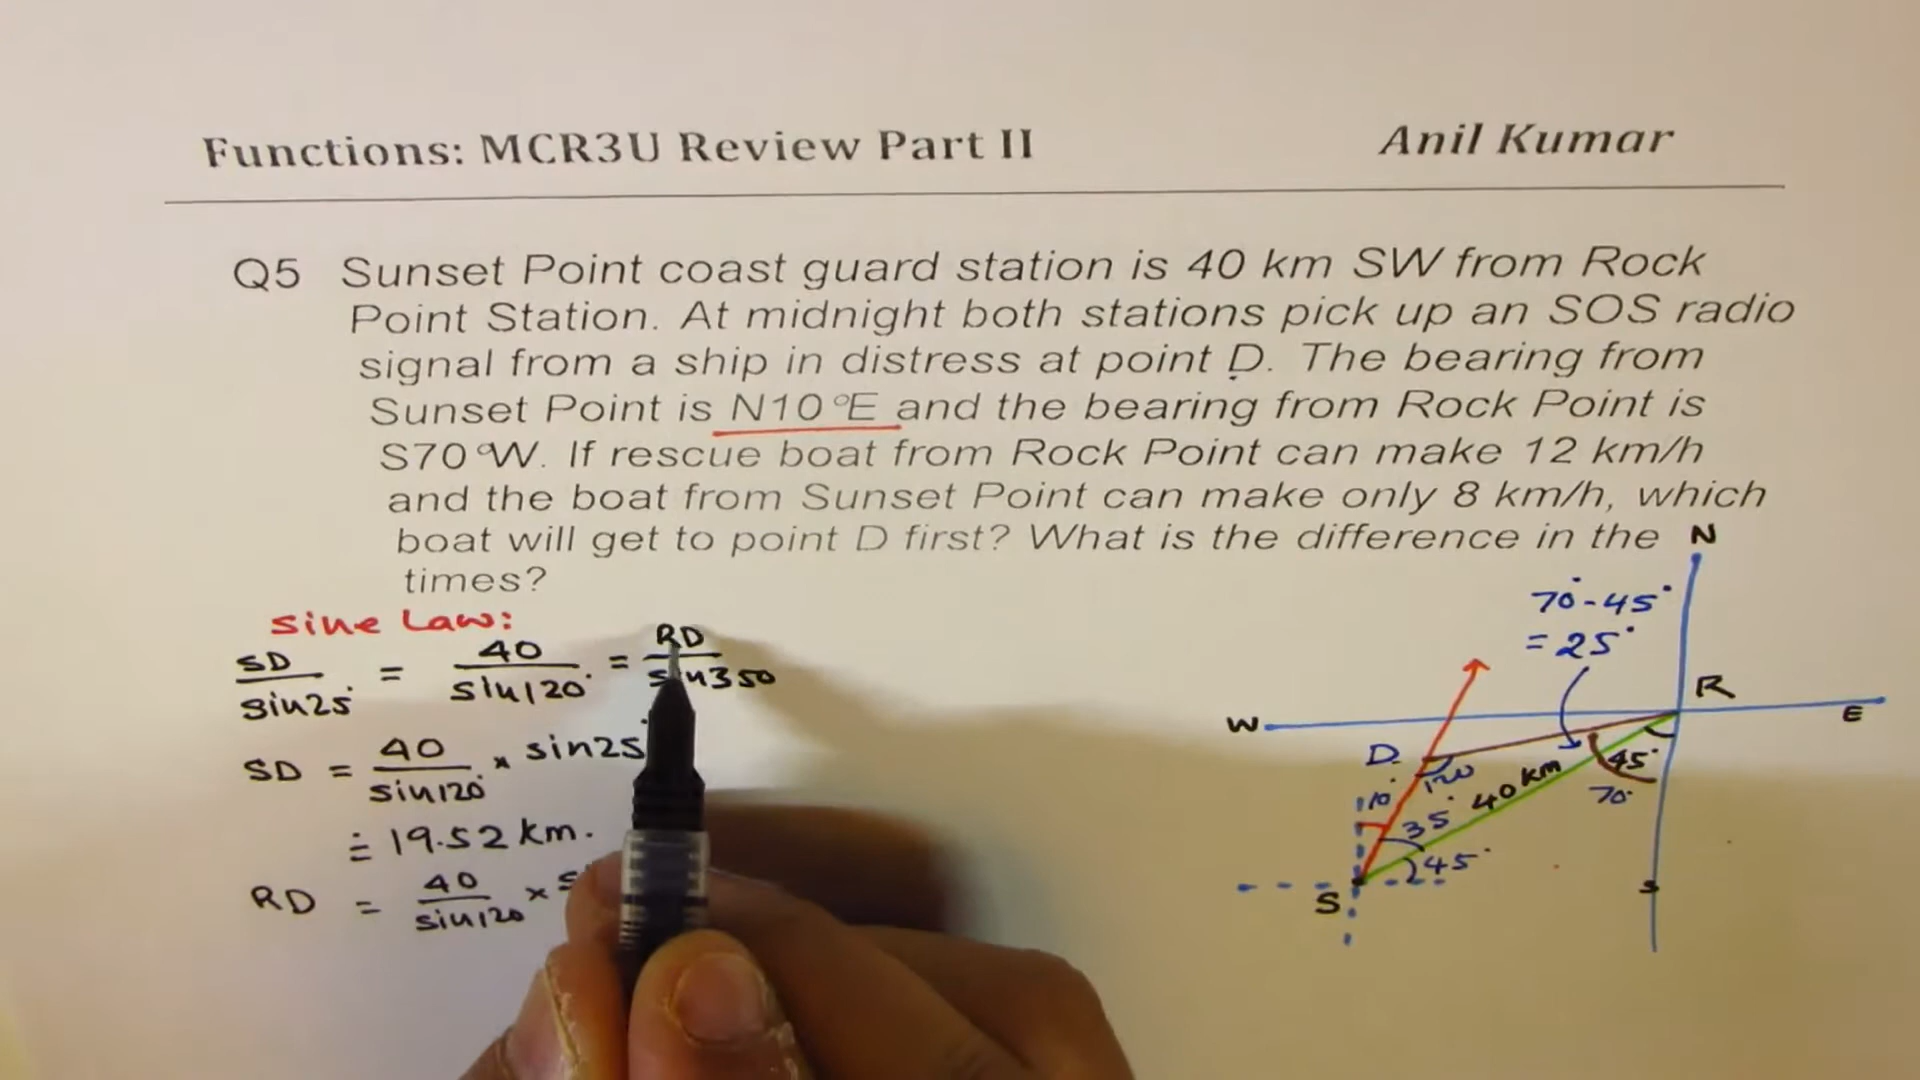 Functions: MCR3U Review Part II Anil Kumar
Q5 Sunset Point coast guard station is 40 km SW from Rock
Point Station. At midnight both stations pick up an SOS radio
signal from a ship in distress at point D. The bearing from
Sunset Point is N10°E and the bearing from Rock Point is
S70°W. If rescue boat from Rock Point can make 12 km/h
and the boat from Sunset Point can make only 8 km/h, which
boat will get to point D first? What is the difference in the
times?
Sine Law:
SD = 40 = RD
sin25° sin120° sin350
SD = 40 × sin25
sin120°
≐ 19.52 km.
RD = 40 ×
sin120
N
70°-45°
= 25°
R
W
E
D
120
45°
40 km
70°
10°
35°
45°
S
S